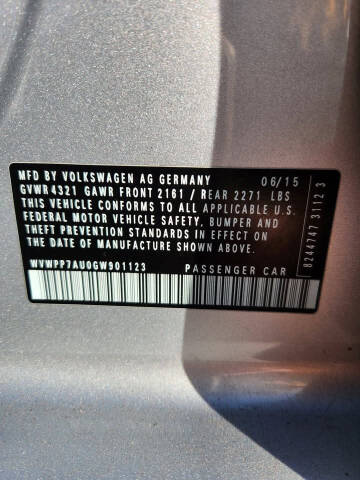 MFD BY VOLKSWAGEN AG GERMANY 06/15
GVWR 4321 GAWR FRONT 2161 / REAR 2271 LBS
THIS VEHICLE CONFORMS TO ALL APPLICABLE U.S.
FEDERAL MOTOR VEHICLE SAFETY, BUMPER AND
THEFT PREVENTION STANDARDS IN EFFECT ON
THE DATE OF MANUFACTURE SHOWN ABOVE.
WVWPP7AU0GW901123 PASSENGER CAR
8244747 3112 3